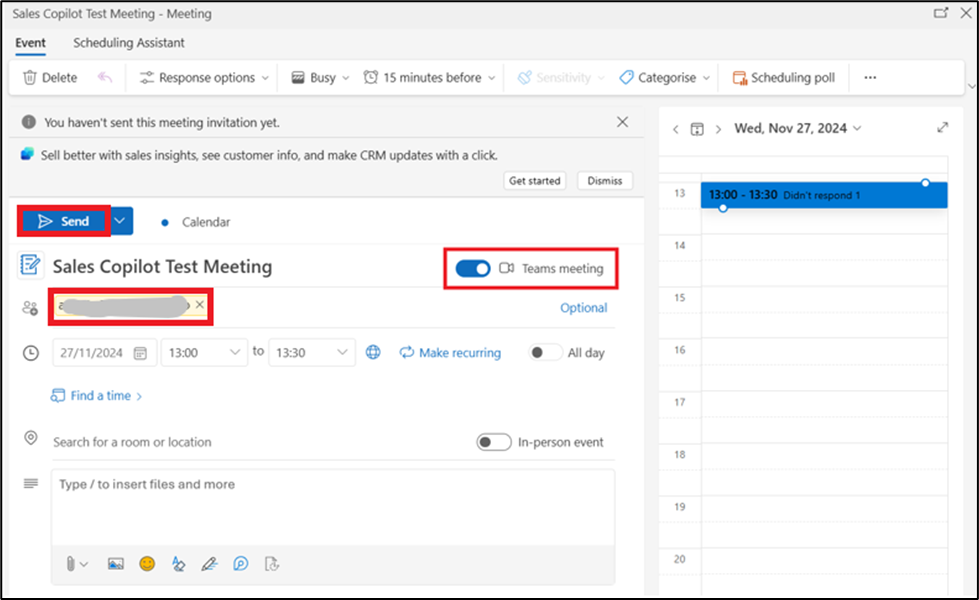 Sales Copilot Test Meeting - Meeting
Event Scheduling Assistant
Delete Response options Busy 15 minutes before Sensitivity Categorise Scheduling poll ...
You haven't sent this meeting invitation yet.
Sell better with sales insights, see customer info, and make CRM updates with a click.
Get started Dismiss
Send Calendar
Sales Copilot Test Meeting Teams meeting
Optional
27/11/2024 13:00 to 13:30 Make recurring All day
Find a time
Search for a room or location In-person event
Type / to insert files and more
Wed, Nov 27, 2024
13 13:00 - 13:30 Didn't respond 1
14
15
16
17
18
19
20